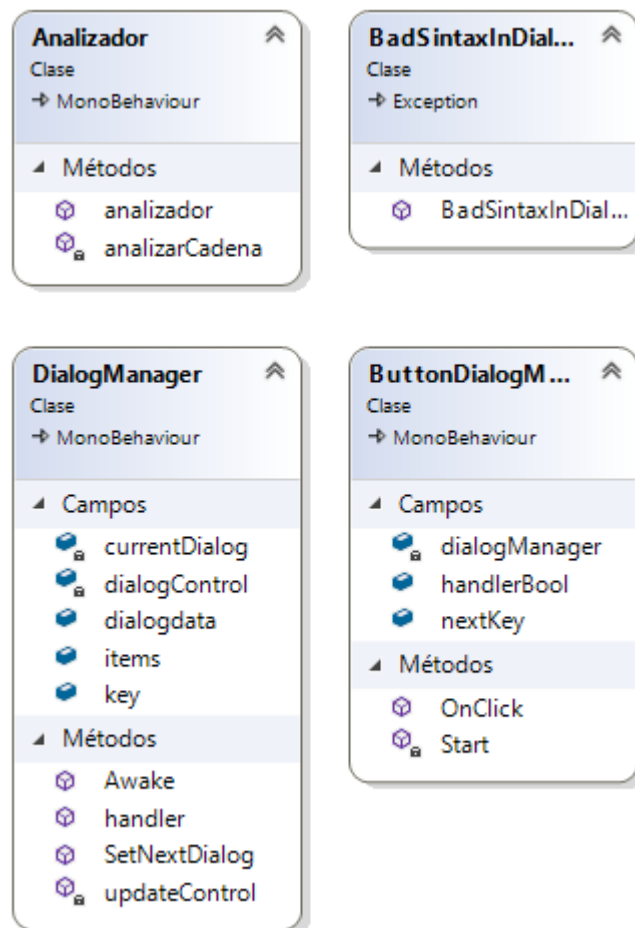 Analizador
Clase
MonoBehaviour
Métodos
analizador
analizarCadena
BadSintaxInDial...
Clase
Exception
Métodos
BadSintaxInDial...
DialogManager
Clase
MonoBehaviour
Campos
currentDialog
dialogControl
dialogdata
items
key
Métodos
Awake
handler
SetNextDialog
updateControl
ButtonDialogM...
Clase
MonoBehaviour
Campos
dialogManager
handlerBool
nextKey
Métodos
OnClick
Start